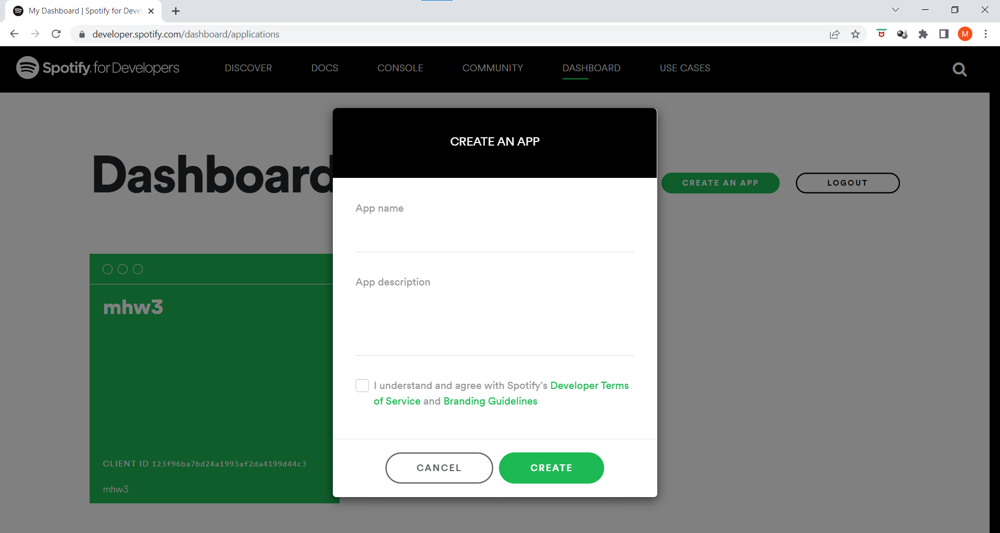 My Dashboard | Spotify for Deve
developer.spotify.com/dashboard/applications
M
Spotify for Developers
DISCOVER
DOCS
CONSOLE
COMMUNITY
DASHBOARD
USE CASES
Dashboard
CREATE AN APP
LOGOUT
mhw3
CLIENT ID 123f96ba7bd24a1993af2da4199d44c3
mhw3
CREATE AN APP
App name
App description
I understand and agree with Spotify's Developer Terms
of Service and Branding Guidelines
CANCEL
CREATE